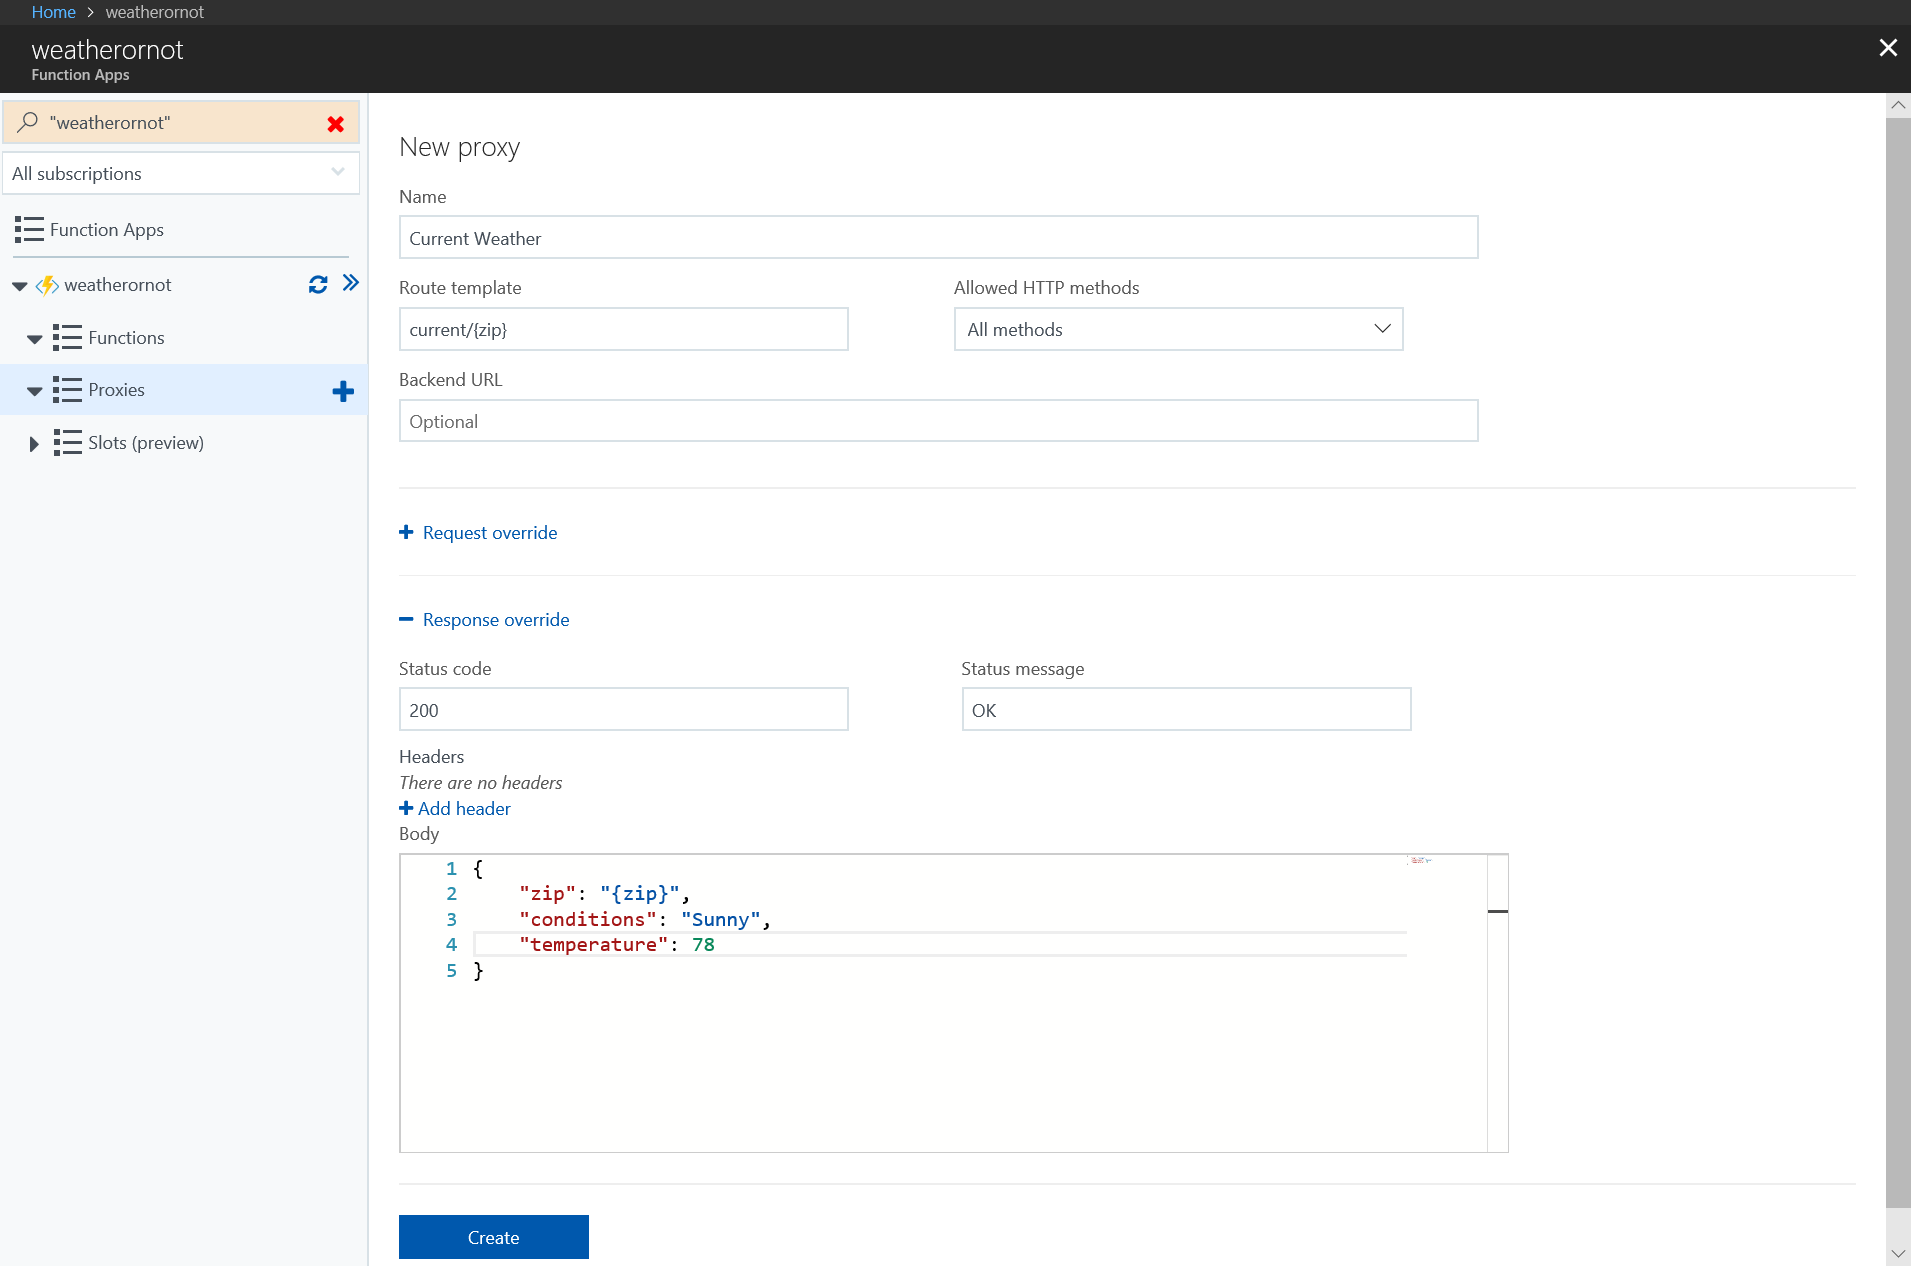 Home > weatherornot
weatherornot
Function Apps
"weatherornot"
All subscriptions
Function Apps
weatherornot
Functions
Proxies
Slots (preview)
New proxy
Name
Current Weather
Route template
Allowed HTTP methods
current/{zip}
All methods
Backend URL
Optional
Request override
Response override
Status code
Status message
200
OK
Headers
There are no headers
Add header
Body
1 {
2 "zip": "{zip}",
3 "conditions": "Sunny",
4 "temperature": 78
5 }
Create